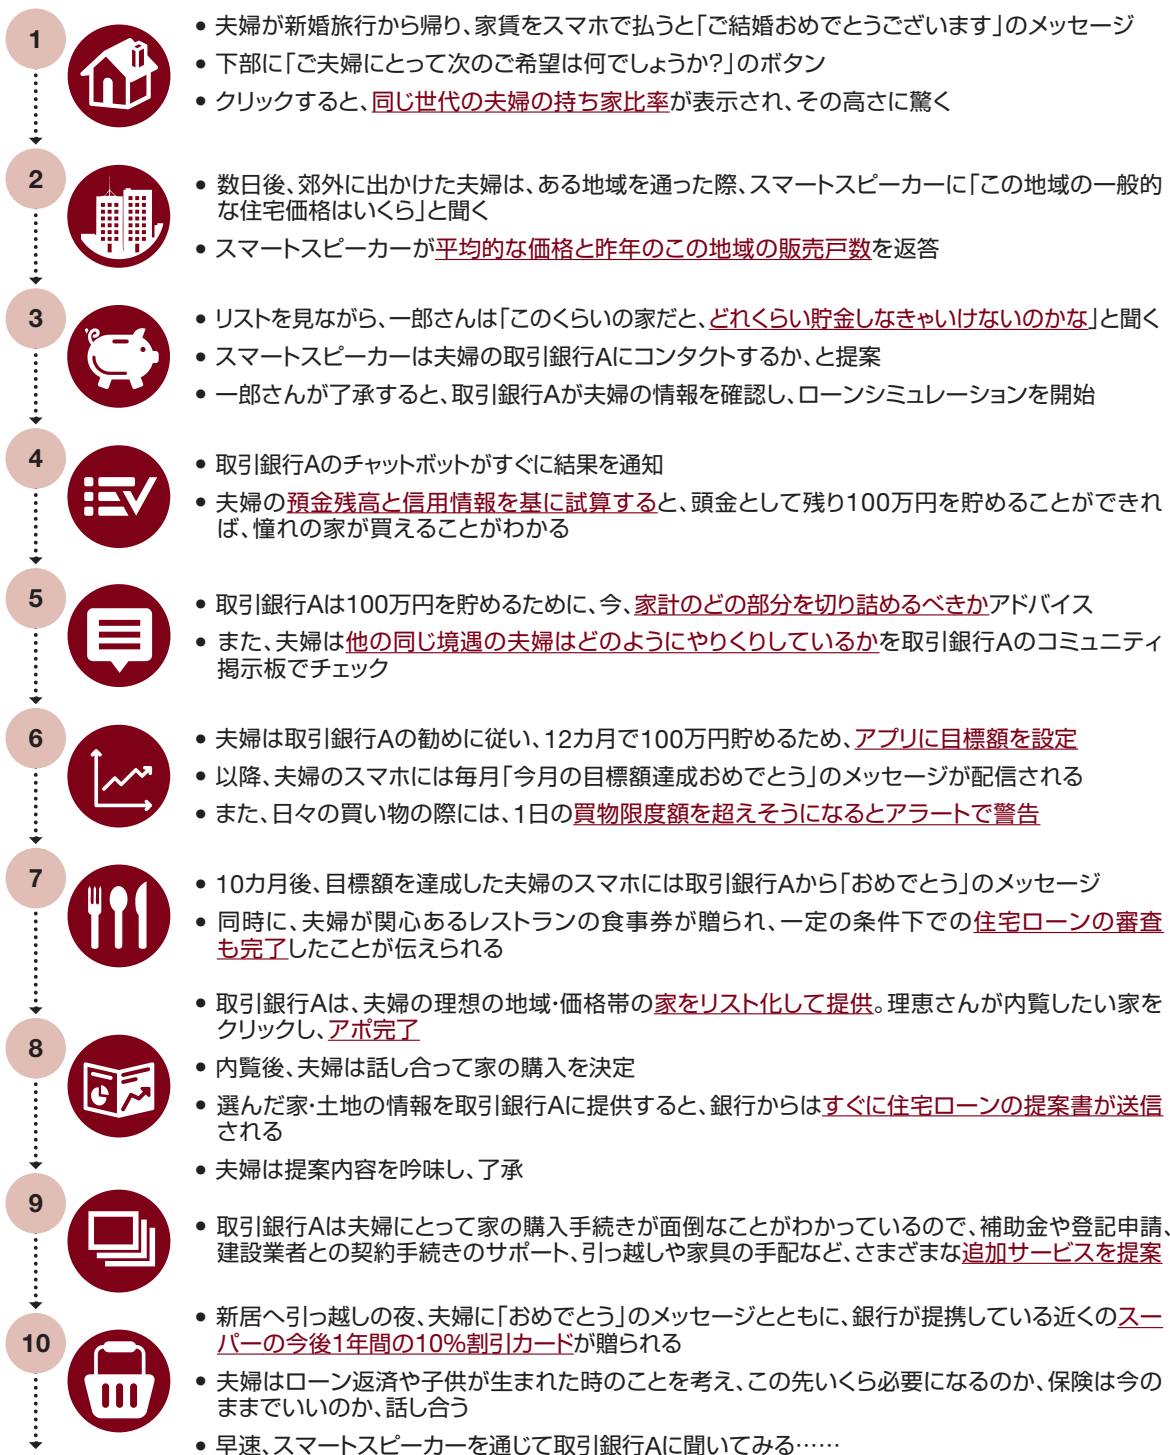 1
• 夫婦が新婚旅行から帰り、家賃をスマホで払うと「ご結婚おめでとうございます」のメッセージ
• 下部に「ご夫婦にとって次のご希望は何でしょうか?」のボタン
• クリックすると、同じ世代の夫婦の持ち家比率が表示され、その高さに驚く
2
• 数日後、郊外に出かけた夫婦は、ある地域を通った際、スマートスピーカーに「この地域の一般的
な住宅価格はいくら」と聞く
• スマートスピーカーが平均的な価格と昨年のこの地域の販売戸数を返答
3
• リストを見ながら、一郎さんは「このくらいの家だと、どれくらい貯金しなきゃいけないのかな」と聞く
• スマートスピーカーは夫婦の取引銀行Aにコンタクトするか、と提案
• 一郎さんが了承すると、取引銀行Aが夫婦の情報を確認し、ローンシミュレーションを開始
4
• 取引銀行Aのチャットボットがすぐに結果を通知
• 夫婦の預金残高と信用情報を基に試算すると、頭金として残り100万円を貯めることができれ
ば、憧れの家が買えることがわかる
5
• 取引銀行Aは100万円を貯めるために、今、家計のどの部分を切り詰めるべきかアドバイス
• また、夫婦は他の同じ境遇の夫婦はどのようにやりくりしているかを取引銀行Aのコミュニティ
掲示板でチェック
6
• 夫婦は取引銀行Aの勧めに従い、12カ月で100万円貯めるため、アプリに目標額を設定
• 以降、夫婦のスマホには毎月「今月の目標額達成おめでとう」のメッセージが配信される
• また、日々の買い物の際には、1日の買物限度額を超えそうになるとアラートで警告
7
• 10カ月後、目標額を達成した夫婦のスマホには取引銀行Aから「おめでとう」のメッセージ
• 同時に、夫婦が関心あるレストランの食事券が贈られ、一定の条件下での住宅ローンの審査
も完了したことが伝えられる
8
• 取引銀行Aは、夫婦の理想の地域・価格帯の家をリスト化して提供。理恵さんが内覧したい家を
クリックし、アポ完了
• 内覧後、夫婦は話し合って家の購入を決定
• 選んだ家・土地の情報を取引銀行Aに提供すると、銀行からはすぐに住宅ローンの提案書が送信
される
• 夫婦は提案内容を吟味し、了承
9
• 取引銀行Aは夫婦にとって家の購入手続きが面倒なことがわかっているので、補助金や登記申請、
建設業者との契約手続きのサポート、引っ越しや家具の手配など、さまざまな追加サービスを提案
10
• 新居へ引っ越しの夜、夫婦に「おめでとう」のメッセージとともに、銀行が提携している近くのスー
パーの今後1年間の10%割引カードが贈られる
• 夫婦はローン返済や子供が生まれた時のことを考え、この先いくら必要になるのか、保険は今の
ままでいいのか、話し合う
• 早速、スマートスピーカーを通じて取引銀行Aに聞いてみる……